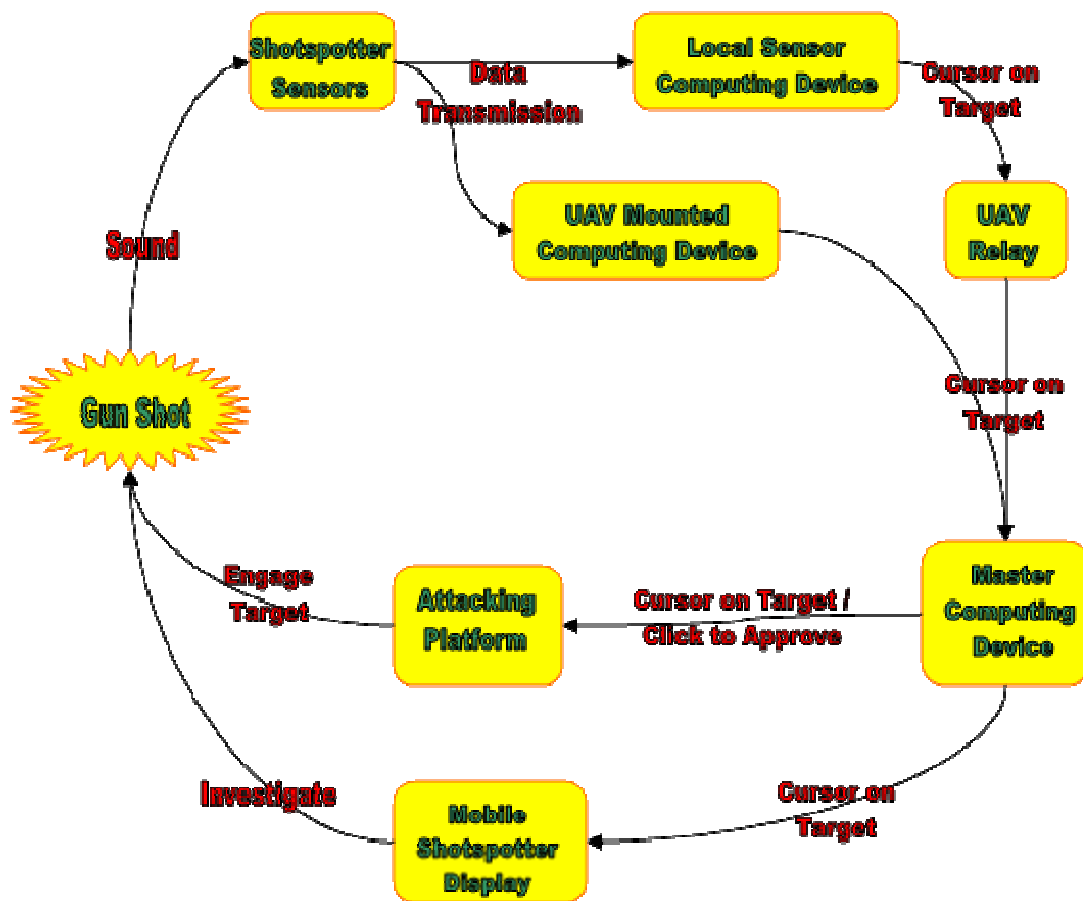 Shotspotter
Sensors
Data
Transmission
Local Sensor
Computing Device
Cursor on
Target
UAV Mounted
Computing Device
UAV
Relay
Sound
Gun Shot
Cursor on
Target
Engage
Target
Attacking
Platform
Cursor on Target /
Click to Approve
Master
Computing
Device
Investigate
Mobile
Shotspotter
Display
Cursor on
Target